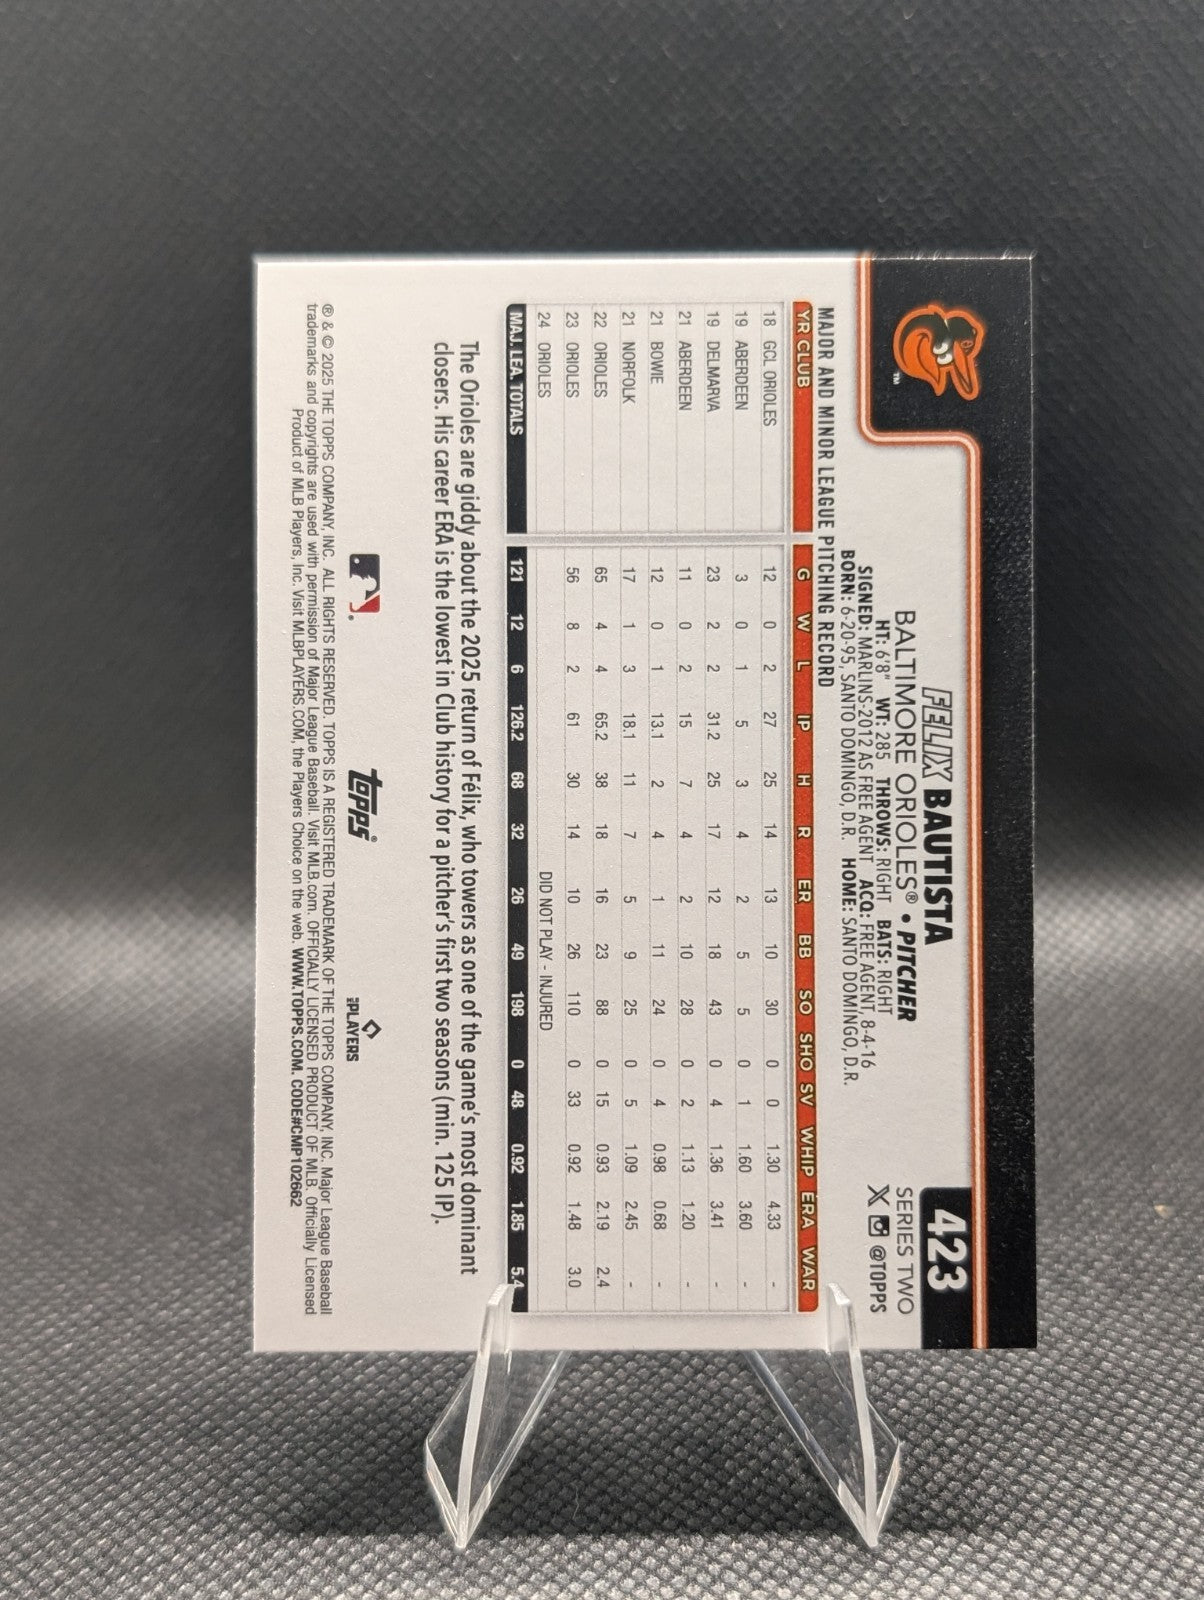 423
SERIES TWO
@TOPPS
FELIX BAUTISTA
BALTIMORE ORIOLES® • PITCHER
HT: 6'8" WT: 285 THROWS: RIGHT BATS: RIGHT
SIGNED: MARLINS-2012 AS FREE AGENT ACQ: FREE AGENT, 8-4-16
BORN: 6-20-95, SANTO DOMINGO, D.R. HOME: SANTO DOMINGO, D.R.
TM
MAJOR AND MINOR LEAGUE PITCHING RECORD
YR CLUB G W L IP H R ER BB SO SHO SV WHIP ERA WAR
18 GCL ORIOLES 12 0 2 27 25 14 13 10 30 0 0 1.30 4.33 -
19 ABERDEEN 3 0 1 5 3 4 2 5 5 0 1 1.60 3.60 -
19 DELMARVA 23 2 2 31.2 25 17 12 18 43 0 4 1.36 3.41 -
21 ABERDEEN 11 0 2 15 7 4 2 10 28 0 2 1.13 1.20 -
21 BOWIE 12 0 1 13.1 2 4 1 11 24 0 4 0.98 0.68 -
21 NORFOLK 17 1 3 18.1 11 7 5 9 25 0 5 1.09 2.45 -
22 ORIOLES 65 4 4 65.2 38 18 16 23 88 0 15 0.93 2.19 2.4
23 ORIOLES 56 8 2 61 30 14 10 26 110 0 33 0.92 1.48 3.0
24 ORIOLES DID NOT PLAY - INJURED
MAJ. LEA. TOTALS 121 12 6 126.2 68 32 26 49 198 0 48 0.92 1.85 5.4
The Orioles are giddy about the 2025 return of Félix, who towers as one of the game's most dominant
closers. His career ERA is the lowest in Club history for a pitcher's first two seasons (min. 125 IP).
® topps® PLAYERS
® & © 2025 THE TOPPS COMPANY, INC. ALL RIGHTS RESERVED. TOPPS IS A REGISTERED TRADEMARK OF THE TOPPS COMPANY, INC. Major League Baseball
trademarks and copyrights are used with permission of Major League Baseball. Visit MLB.com. OFFICIALLY LICENSED PRODUCT OF MLB. Officially Licensed
Product of MLB Players, Inc. Visit MLBPLAYERS.COM, the Players Choice on the web. WWW.TOPPS.COM. CODE#CMP102662